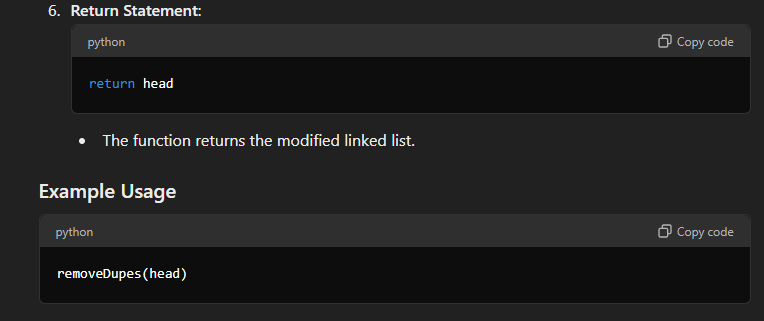 6. Return Statement:
python Copy code
return head
• The function returns the modified linked list.
Example Usage
python Copy code
removeDupes(head)